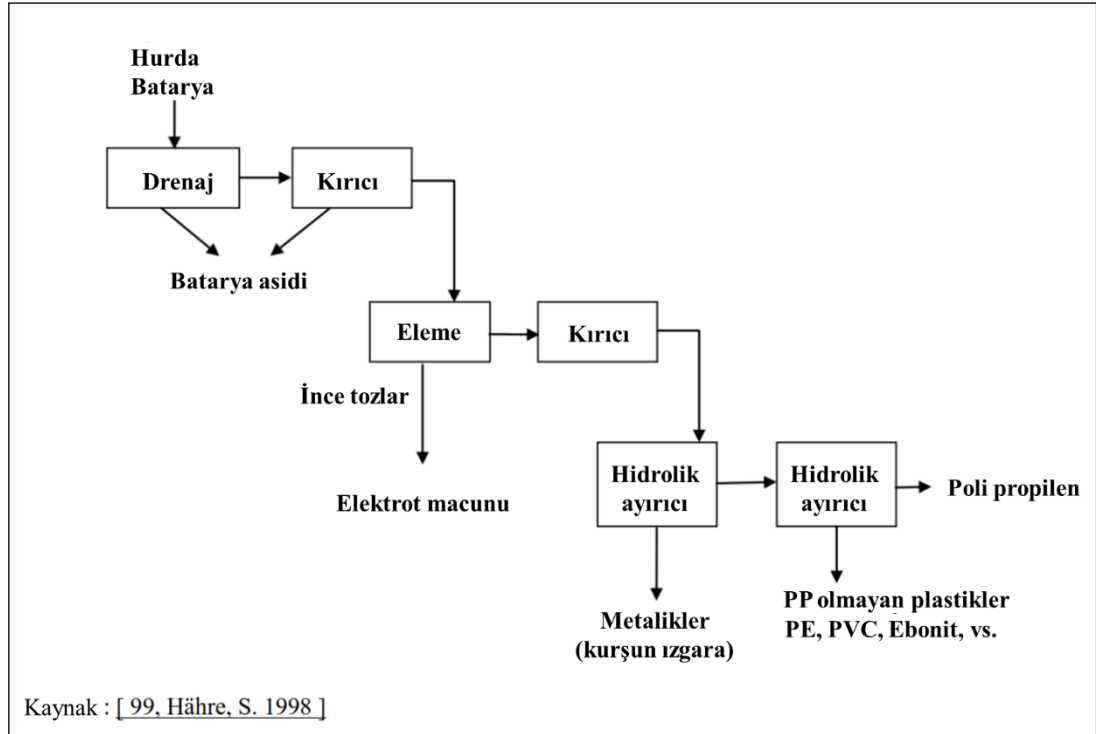 Hurda
Batarya
Drenaj
Kırıcı
Batarya asidi
Eleme
Kırıcı
İnce tozlar
Elektrot macunu
Hidrolik
ayırıcı
Hidrolik
ayırıcı
Poli propilen
Metalikler
(kurşun ızgara)
PP olmayan plastikler
PE, PVC, Ebonit, vs.
Kaynak : [ 99, Hähre, S. 1998 ]